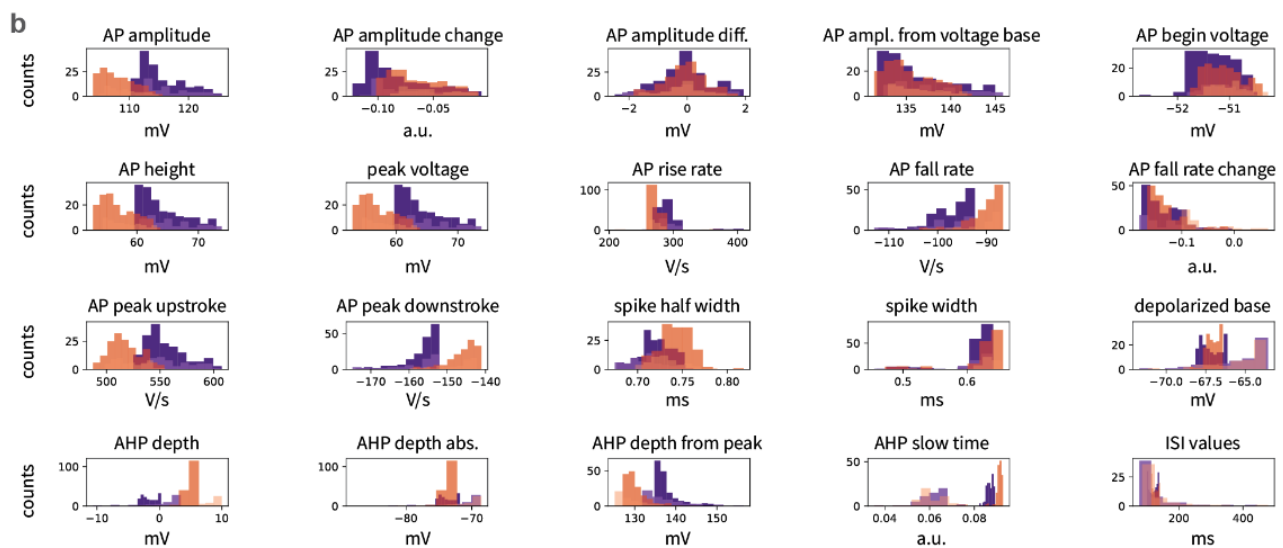 b
AP amplitude
AP amplitude change
AP amplitude diff.
AP ampl. from voltage base
AP begin voltage
counts
25
0
110
120
mV
25
0
−0.10
−0.05
a.u.
25
0
−2
0
2
mV
20
0
135
140
145
mV
20
0
−52
−51
mV
AP height
peak voltage
AP rise rate
AP fall rate
AP fall rate change
counts
20
0
60
70
mV
20
0
60
70
mV
100
0
200
300
400
V/s
50
0
−110
−100
−90
V/s
50
0
−0.1
0.0
a.u.
AP peak upstroke
AP peak downstroke
spike half width
spike width
depolarized base
counts
25
0
500
550
600
V/s
50
0
−170
−160
−150
−140
V/s
25
0
0.70
0.75
0.80
ms
50
0
0.5
0.6
ms
20
0
−70.0
−67.5
−65.0
mV
AHP depth
AHP depth abs.
AHP depth from peak
AHP slow time
ISI values
counts
100
0
−10
0
10
mV
100
0
−80
−70
mV
50
0
130
140
150
mV
50
0
0.04
0.06
0.08
a.u.
25
0
200
400
ms